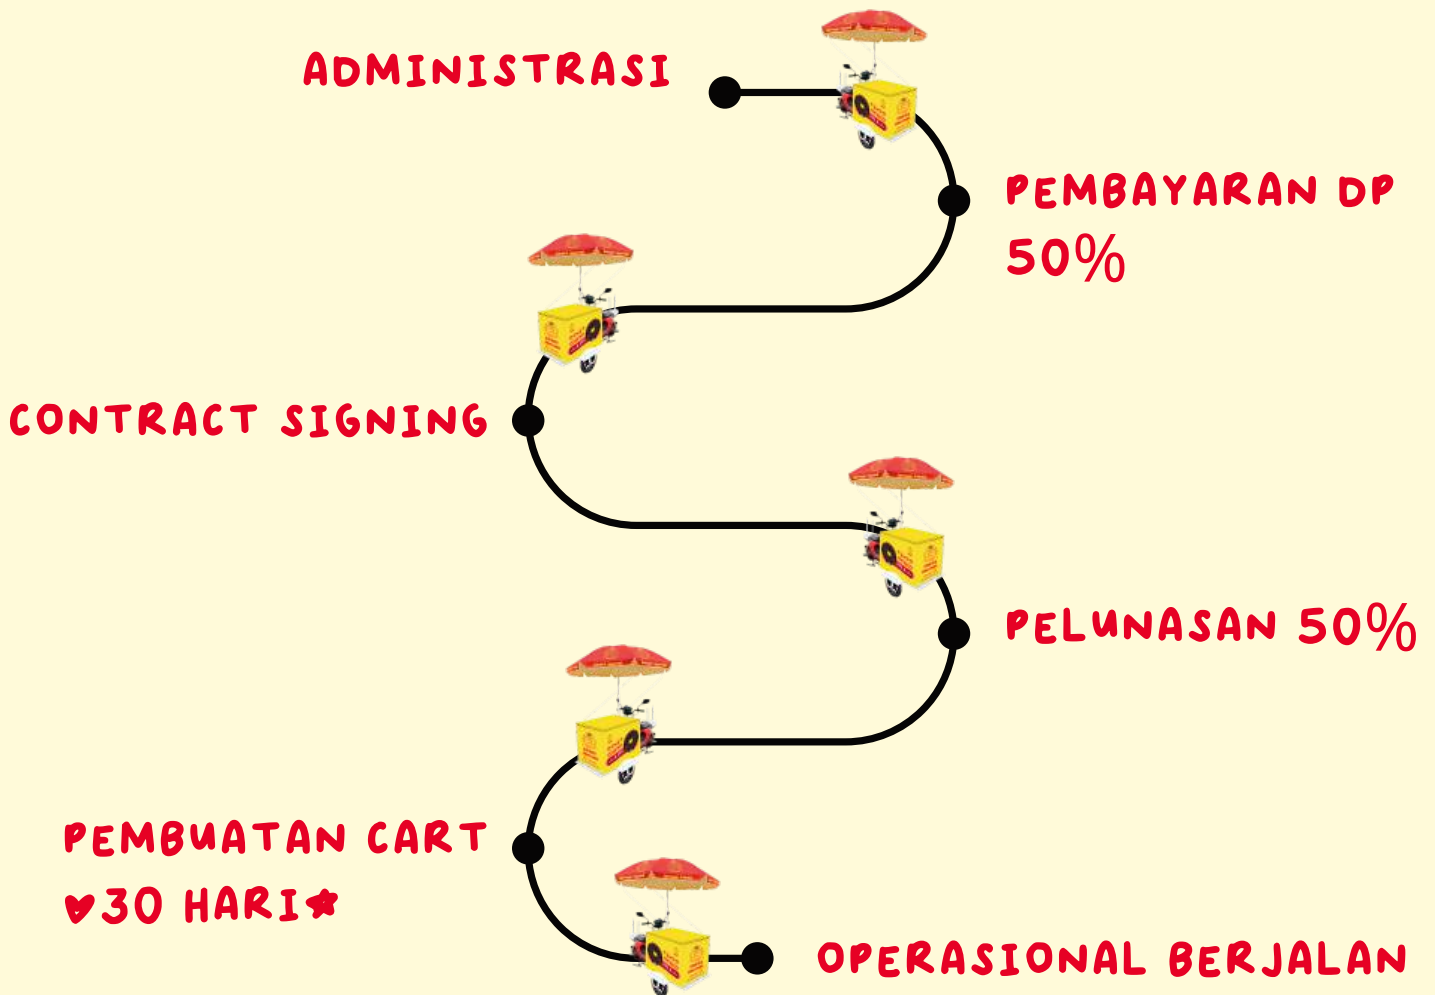 ADMINISTRASI
PEMBAYARAN DP
50%
CONTRACT SIGNING
PELUNASAN 50%
PEMBUATAN CART
♥30 HARI★
OPERASIONAL BERJALAN